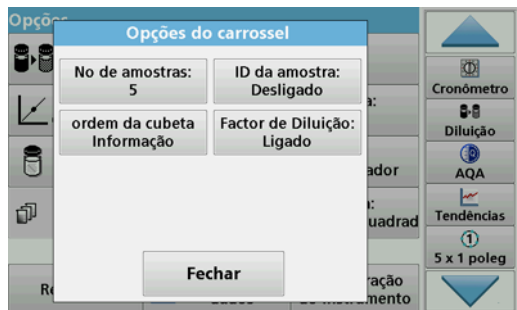 Opções
Opções do carrossel
No de amostras:
5
ID da amostra:
Desligado
ordem da cubeta
Informação
Factor de Diluição:
Ligado
Fechar
a:
ador
uadrad
ração
mento
Cronómetro
Diluição
AQA
Tendências
1
5 x 1 poleg